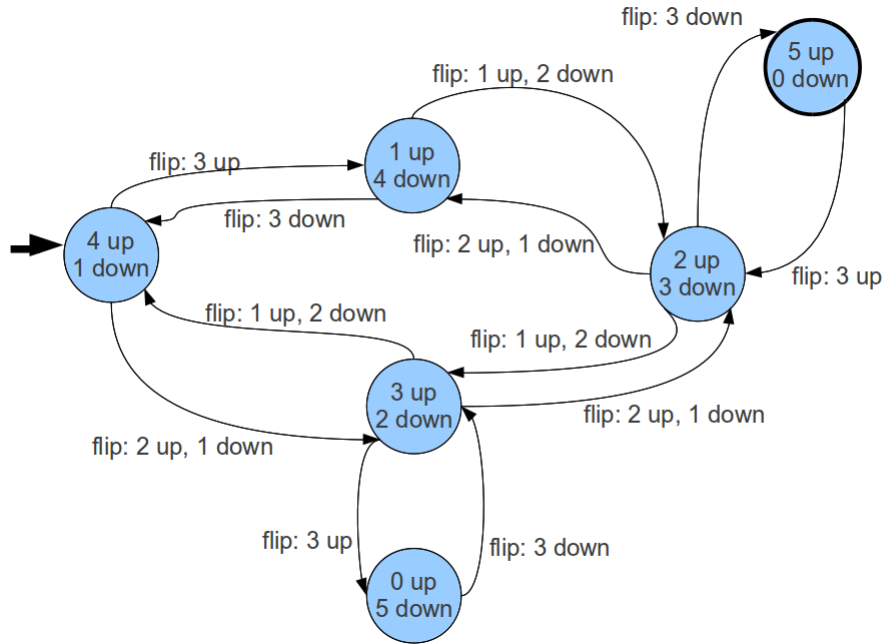 flip: 3 down
5 up
0 down
flip: 1 up, 2 down
1 up
4 down
flip: 3 up
flip: 3 down
4 up
1 down
flip: 2 up, 1 down
2 up
3 down
flip: 3 up
flip: 1 up, 2 down
flip: 1 up, 2 down
3 up
2 down
flip: 2 up, 1 down
flip: 2 up, 1 down
flip: 3 up
flip: 3 down
0 up
5 down